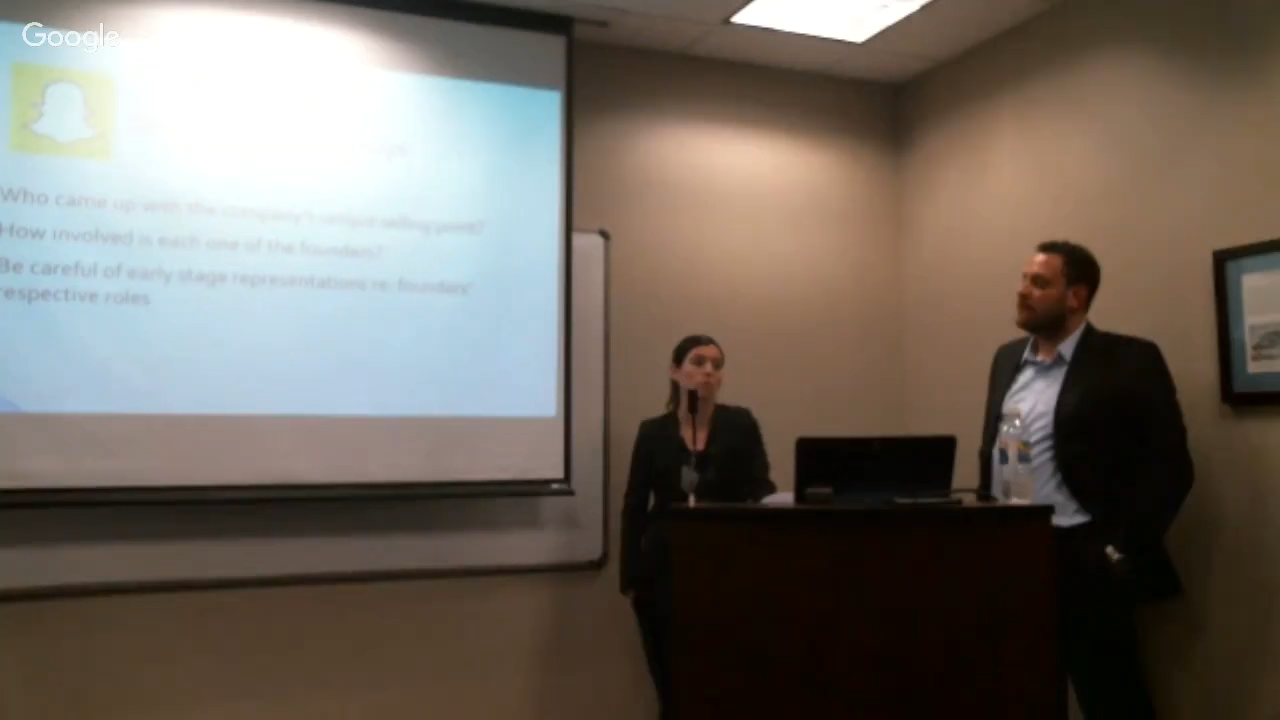 Google
Who came up with the company's unique selling point?
How involved is each one of the founders?
Be careful of early stage representations re: founders'
respective roles